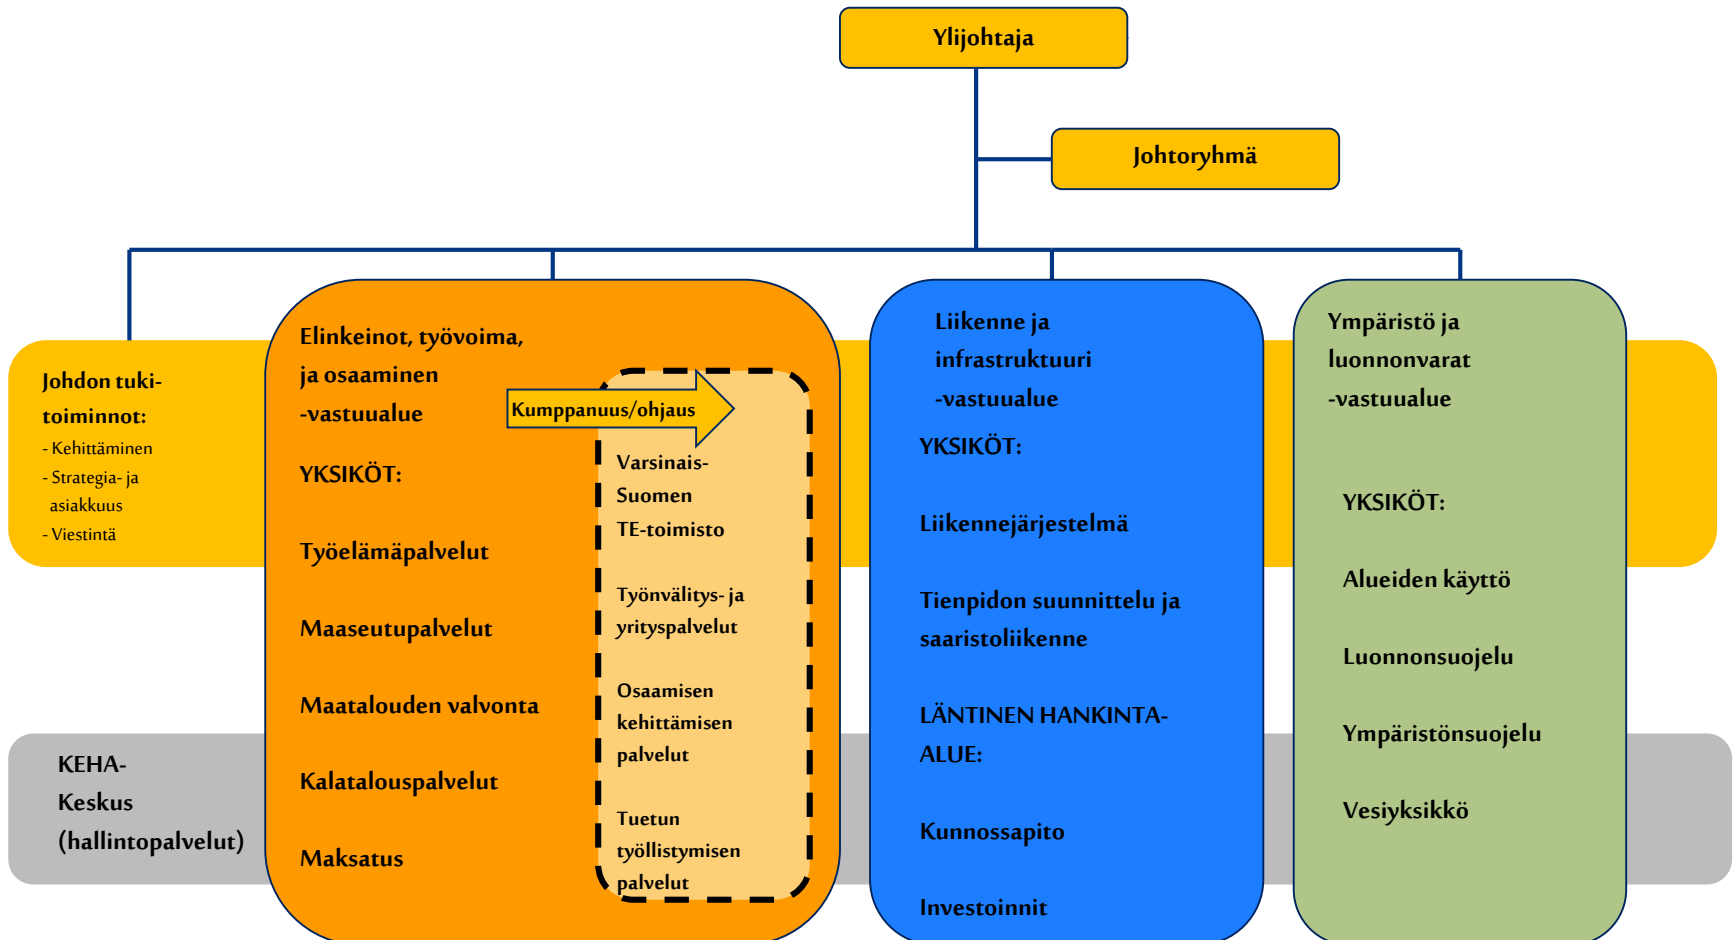 Ylijohtaja
Johtoryhmä
Johdon tuki-
toiminnot:
- Kehittäminen
- Strategia- ja
asiakkuus
- Viestintä
KEHA-
Keskus
(hallintopalvelut)
Elinkeinot, työvoima,
ja osaaminen
-vastuualue
YKSIKÖT:
Työelämäpalvelut
Maaseutupalvelut
Maatalouden valvonta
Kalatalouspalvelut
Maksatus
Kumppanuus/ohjaus
Varsinais-
Suomen
TE-toimisto
Työnvälitys- ja
yrityspalvelut
Osaamisen
kehittämisen
palvelut
Tuetun
työllistymisen
palvelut
Liikenne ja
infrastruktuuri
-vastuualue
YKSIKÖT:
Liikennejärjestelmä
Tienpidon suunnittelu ja
saaristoliikenne
LÄNTINEN HANKINTA-
ALUE:
Kunnossapito
Investoinnit
Ympäristö ja
luonnonvarat
-vastuualue
YKSIKÖT:
Alueiden käyttö
Luonnonsuojelu
Ympäristönsuojelu
Vesiyksikkö